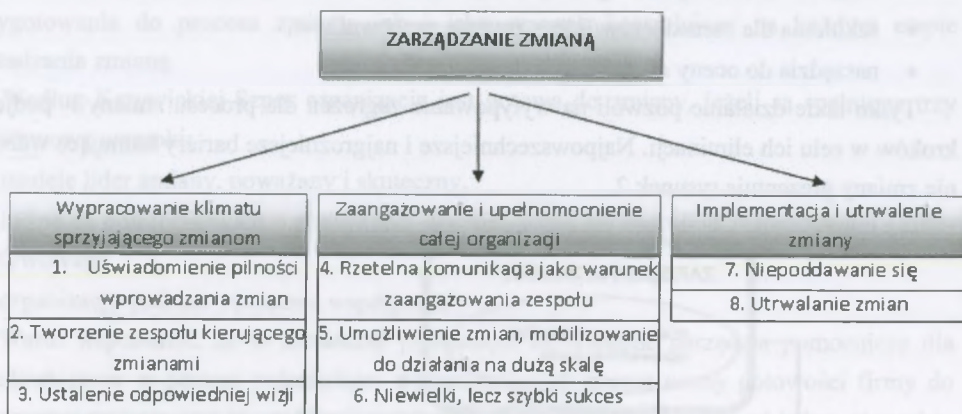 ZARZĄDZANIE ZMIANĄ
Wypracowanie klimatu
sprzyjającego zmianom
1. Uświadomienie pilności
wprowadzania zmian
2. Tworzenie zespołu kierującego
zmianami
3. Ustalenie odpowiedniej wizji
Zaangażowanie i upełnomocnienie
całej organizacji
4. Rzetelna komunikacja jako warunek
zaangażowania zespołu
5. Umożliwienie zmian, mobilizowanie
do działania na dużą skalę
6. Niewielki, lecz szybki sukces
Implementacja i utrwalenie
zmiany
7. Niepoddawanie się
8. Utrwalanie zmian